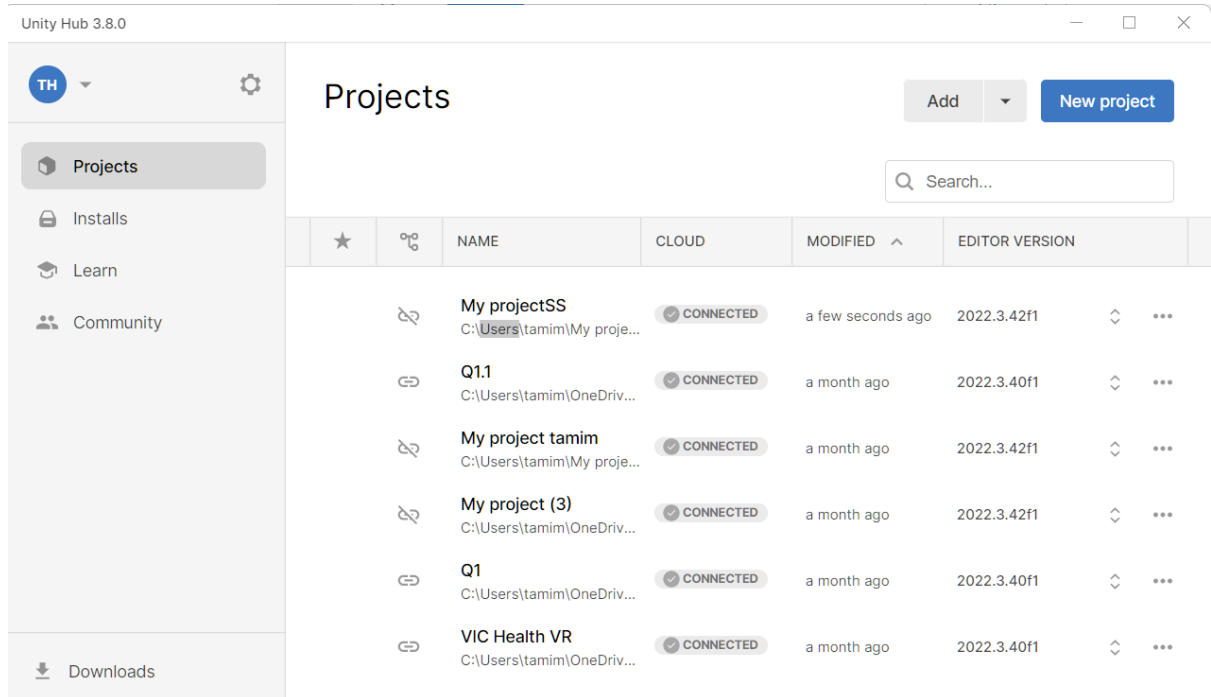 Unity Hub 3.8.0
TH
Projects
Installs
Learn
Community
Downloads
Projects
Add
New project
Search...
NAME CLOUD MODIFIED EDITOR VERSION
My projectSS
C:\Users\tamim\My proje...
CONNECTED a few seconds ago 2022.3.42f1
Q1.1
C:\Users\tamim\OneDriv...
CONNECTED a month ago 2022.3.40f1
My project tamim
C:\Users\tamim\My proje...
CONNECTED a month ago 2022.3.42f1
My project (3)
C:\Users\tamim\OneDriv...
CONNECTED a month ago 2022.3.42f1
Q1
C:\Users\tamim\OneDriv...
CONNECTED a month ago 2022.3.40f1
VIC Health VR
C:\Users\tamim\OneDriv...
CONNECTED a month ago 2022.3.40f1